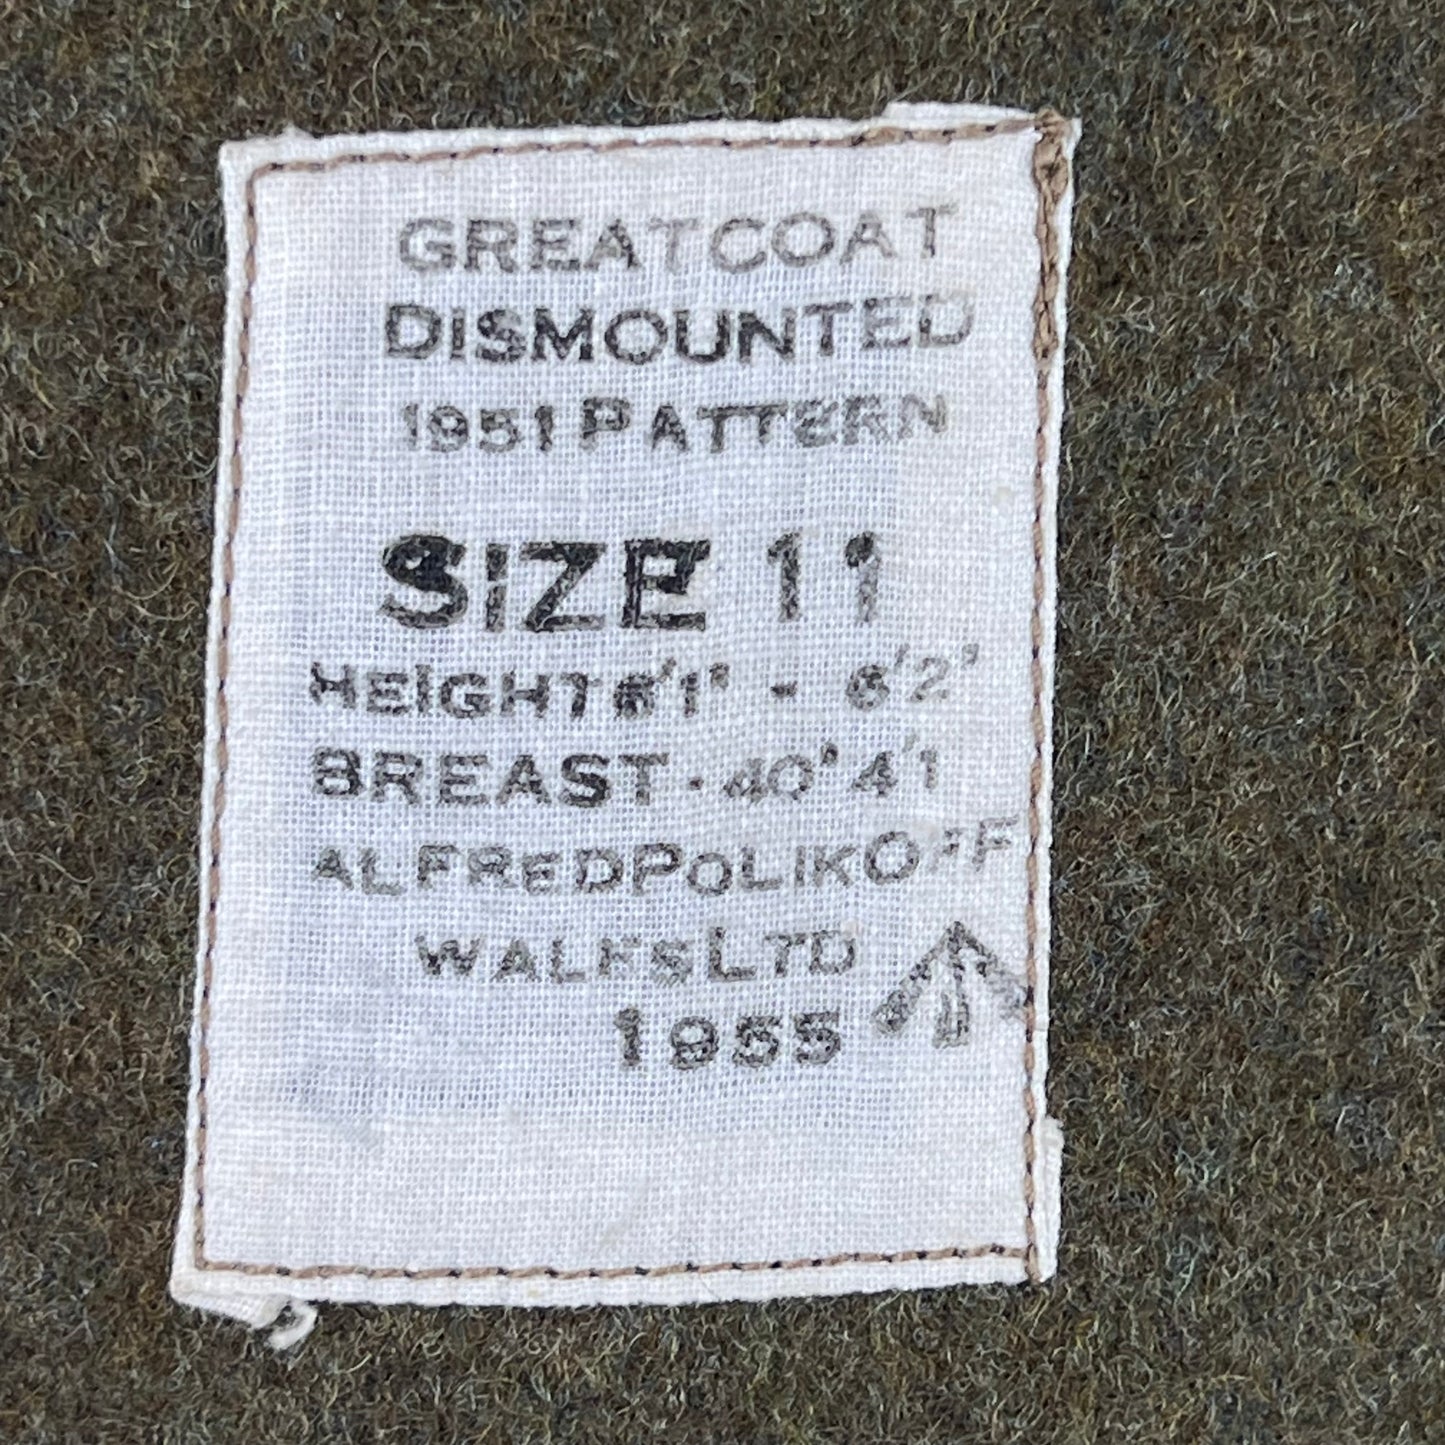 GREATCOAT
DISMOUNTED
1951 PATTERN
SIZE 11
HEIGHT 6'1" - 6'2"
BREAST - 40" 41
ALFRED POLIKOFF
WALES LTD
1955